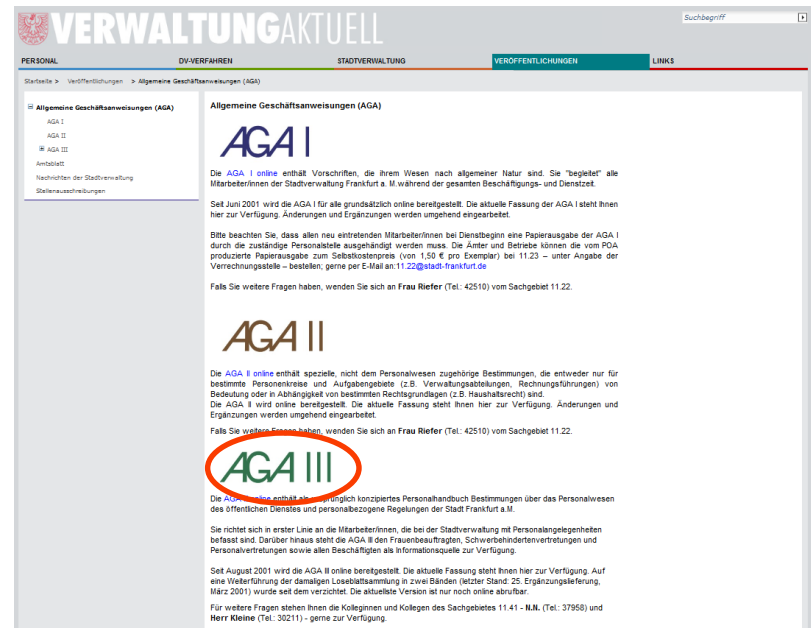 VERWALTUNGAKTUELL
Suchbegriff
PERSONAL DV-VERFAHREN STADTVERWALTUNG VERÖFFENTLICHUNGEN LINKS
Startseite > Veröffentlichungen > Allgemeine Geschäftsanweisungen (AGA)
Allgemeine Geschäftsanweisungen (AGA)
AGA I
AGA II
AGA III
Amtsblatt
Nachrichten der Stadtverwaltung
Stellenausschreibungen
Allgemeine Geschäftsanweisungen (AGA)
AGA I
Die AGA I online enthält Vorschriften, die ihrem Wesen nach allgemeiner Natur sind. Sie "begleitet" alle
Mitarbeiter/innen der Stadtverwaltung Frankfurt a. M.während der gesamten Beschäftigungs- und Dienstzeit.
Seit Juni 2001 wird die AGA I für alle grundsätzlich online bereitgestellt. Die aktuelle Fassung der AGA I steht Ihnen
hier zur Verfügung. Änderungen und Ergänzungen werden umgehend eingearbeitet.
Bitte beachten Sie, dass allen neu eintretenden Mitarbeiter/innen bei Dienstbeginn eine Papierausgabe der AGA I
durch die zuständige Personalstelle ausgehändigt werden muss. Die Ämter und Betriebe können die vom POA
produzierte Papierausgabe zum Selbstkostenpreis (von 1,50 € pro Exemplar) bei 11.23 – unter Angabe der
Verrechnungsstelle – bestellen; gerne per E-Mail an:11.22@stadt-frankfurt.de
Falls Sie weitere Fragen haben, wenden Sie sich an Frau Riefer (Tel.: 42510) vom Sachgebiet 11.22.
AGA II
Die AGA II online enthält spezielle, nicht dem Personalwesen zugehörige Bestimmungen, die entweder nur für
bestimmte Personenkreise und Aufgabengebiete (z.B. Verwaltungsabteilungen, Rechnungsführungen) von
Bedeutung oder in Abhängigkeit von bestimmten Rechtsgrundlagen (z.B. Haushaltsrecht) sind.
Die AGA II wird online bereitgestellt. Die aktuelle Fassung steht Ihnen hier zur Verfügung. Änderungen und
Ergänzungen werden umgehend eingearbeitet.
Falls Sie weitere Fragen haben, wenden Sie sich an Frau Riefer (Tel.: 42510) vom Sachgebiet 11.22.
AGA III
Die AGA III online enthält als ursprünglich konzipiertes Personalhandbuch Bestimmungen über das Personalwesen
des öffentlichen Dienstes und personalbezogene Regelungen der Stadt Frankfurt a.M.
Sie richtet sich in erster Linie an die Mitarbeiter/innen, die bei der Stadtverwaltung mit Personalangelegenheiten
befasst sind. Darüber hinaus steht die AGA III den Frauenbeauftragten, Schwerbehindertenvertretungen und
Personalvertretungen sowie allen Beschäftigten als Informationsquelle zur Verfügung.
Seit August 2001 wird die AGA III online bereitgestellt. Die aktuelle Fassung steht Ihnen hier zur Verfügung. Auf
eine Weiterführung der damaligen Loseblattsammlung in zwei Bänden (letzter Stand: 25. Ergänzungslieferung,
März 2001) wurde seit dem verzichtet. Die aktuellste Version ist nur noch online abrufbar.
Für weitere Fragen stehen Ihnen die Kolleginnen und Kollegen des Sachgebietes 11.41 - N.N. (Tel.: 37958) und
Herr Kleine (Tel.: 30211) - gerne zur Verfügung.